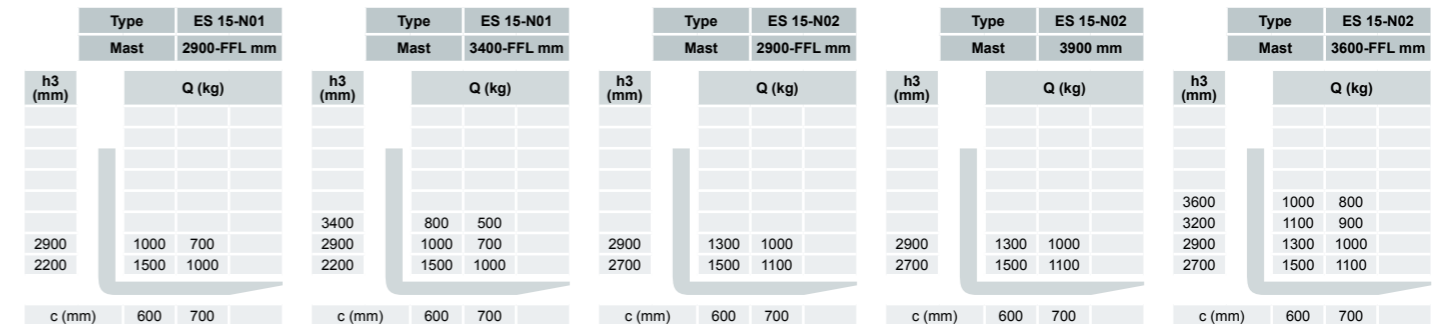 Type ES 15-N01 Type ES 15-N01 Type ES 15-N02 Type ES 15-N02 Type ES 15-N02
Mast 2900-FFL mm Mast 3400-FFL mm Mast 2900-FFL mm Mast 3900 mm Mast 3600-FFL mm
h3 (mm) Q (kg) h3 (mm) Q (kg) h3 (mm) Q (kg) h3 (mm) Q (kg) h3 (mm) Q (kg)
3600 1000 800
3400 800 500 3200 1100 900
2900 1000 700 2900 1000 700 2900 1300 1000 2900 1300 1000 2900 1300 1000
2200 1500 1000 2200 1500 1000 2700 1500 1100 2700 1500 1100 2700 1500 1100
c (mm) 600 700 c (mm) 600 700 c (mm) 600 700 c (mm) 600 700 c (mm) 600 700